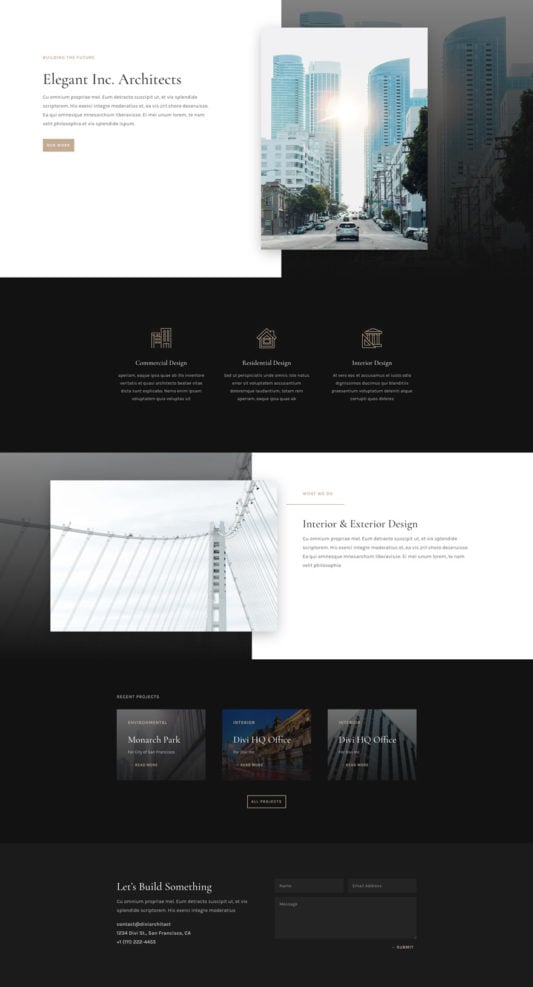 BUILDING THE FUTURE
Elegant Inc. Architects
Cu omnium propriae mel. Eum detracto suscipit ut, et vis splendide
scriptorem. His exerci integre moderatius et, ea vis zril choro deseruisse.
Ea qui omnesque mnesarchum liberavisse. Ei mei unum lorem, te nam
velit philosophia et vis splendide ispum.
OUR WORK
Commercial Design
aperiam, eaque ipsa quae ab illo inventore
veritatis et quasi architecto beatae vitae
dicta sunt explicabo. Nemo enim ipsam
voluptatem quia voluptas sit
Residential Design
Sed ut perspiciatis unde omnis iste natus
error sit voluptatem accusantium
doloremque laudantium, totam rem
aperiam, eaque ipsa quae ab
Interior Design
At vero eos et accusamus et iusto odio
dignissimos ducimus qui blanditiis
praesentium voluptatum deleniti atque
corrupti quos dolores
WHAT WE DO
Interior & Exterior Design
Cu omnium propriae mel. Eum detracto suscipit ut, et vis splendide
scriptorem. His exerci integre moderatius et, ea vis zril choro deseruisse.
Ea qui omnesque mnesarchum liberavisse. Ei mei unum lorem, te nam
velit philosophia
RECENT PROJECTS
ENVIRONMENTAL
Monarch Park
For City of San Francisco
READ MORE
INTERIOR
Divi HQ Office
For Divi Inc
READ MORE
INTERIOR
Divi HQ Office
For Divi Inc
READ MORE
ALL PROJECTS
Let's Build Something
Cu omnium propriae mel. Eum detracto suscipit ut, et vis
splendide scriptorem. His exerci integre moderatius
contact@diviarchitect
1234 Divi St., San Francisco, CA
+1 (111) 222-4455
Name
Email Address
Message
SUBMIT